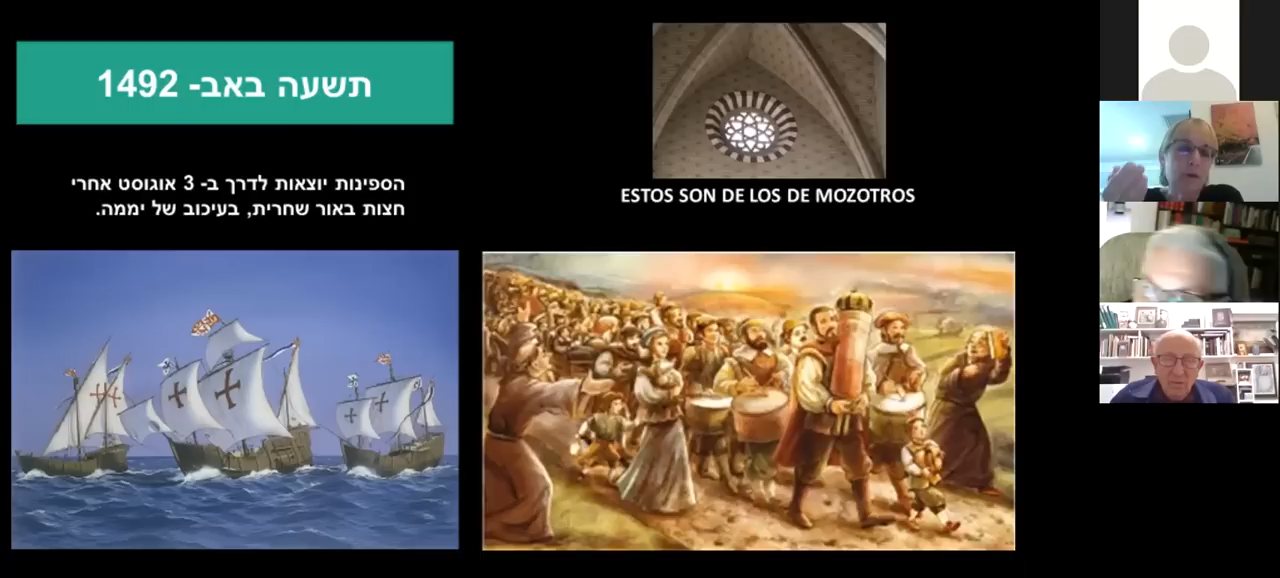 תשעה באב- 1492
הספינות יוצאות לדרך ב- 3 אוגוסט אחרי
חצות באור שחרית, בעיכוב של יממה.
ESTOS SON DE LOS DE MOZOTROS